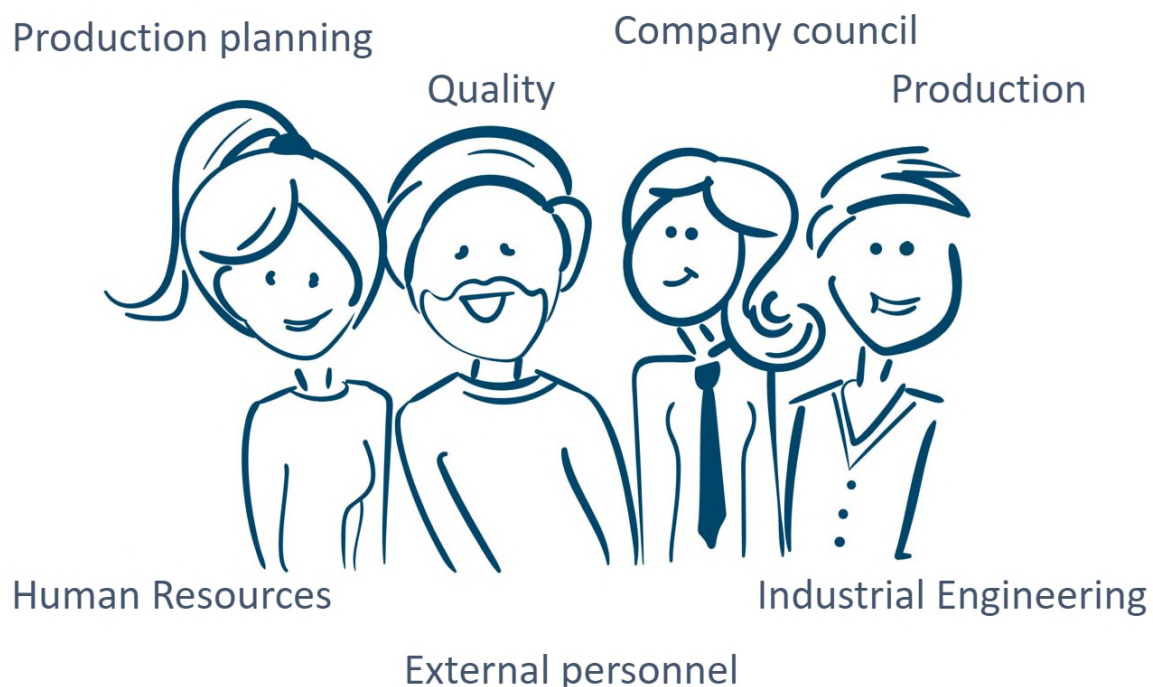 Production planning
Company council
Quality
Production
Human Resources
Industrial Engineering
External personnel